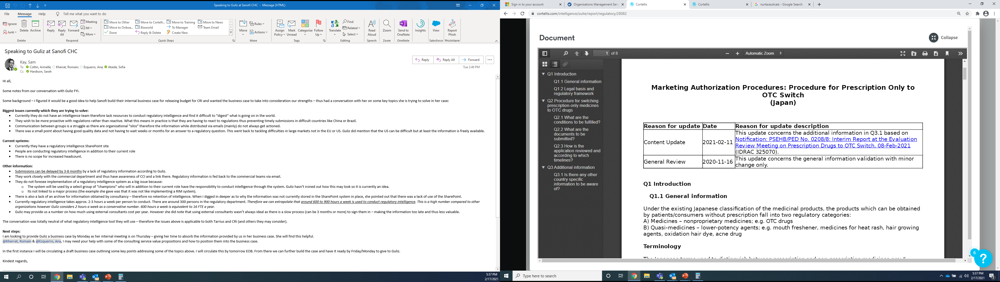 Speaking to Guliz at Sanofi CHC - Message (HTML)
File Message Help Tell me what you want to do
Ignore
Junk
Delete
Archive
Delete
Reply
Reply All
Forward
Meeting
IM
More
Respond
Move to Other
Move to Onboa...
Done
Move to Cortelli...
Bioworld
Reply & Delete
Move to Training
To Manager
Create New
Move to News
Team Email
Quick Steps
Move
Rules
Actions
Move
Assign Policy
Mark Unread
Categorize
Follow Up
Tags
Translate
Find
Related
Select
Editing
Read Aloud
Speech
Zoom
Zoom
Send to OneNote
OneNote
Insights
View
Salesforce
Report Phish
PhishAlarm
Speaking to Guliz at Sanofi CHC
Kay, Sam
To Cottin, Armelle; Kherrat, Romain; Ezquerro, Ana; Ataide, Sofia
Cc Hardison, Sarah
Reply Reply All Forward
Tue 2:48 PM
Hi all,
Some notes from our conversation with Guliz FYI.
Some background – I figured it would be a good idea to help Sanofi build their internal business case for releasing budget for CRI and wanted the business case to take into consideration our strengths – thus had a conversation with her on some key topics she is trying to solve in her case:
Biggest issues currently which they are trying to solve:
• Currently they do not have an intelligence team therefore lack resources to conduct regulatory intelligence and find it difficult to “digest” what is going on in the world.
• They wish to be more proactive with regulations rather than reactive. What this means in practice is that they are having to react to regulations thus preventing timely submissions in difficult countries like China or Brazil.
• Communication between groups is a struggle as there are organizational “silos” therefore the information while distributed via emails (mainly) do not always get actioned.
• There was a small point about having good quality data and not having to wait weeks or months for an answer to a regulatory question. This went back to tackling difficulties in large markets not in the EU or US. Guliz did mention that the US can be difficult but at least the information is freely available.
Current systems:
• Currently they have a regulatory intelligence SharePoint site
• People are conducting regulatory intelligence in addition to their current role
• There is no scope for increased headcount.
Other information:
• Submissions can be delayed by 3-8 months by a lack of regulatory information according to Guliz.
• They work closely with the commercial department and thus have awareness of CCI and a link there. Regulatory information is fed back to the commercial teams via email.
• They do not foresee implementation of a regulatory intelligence system as a big issue because:
o The system will be used by a select group of “champions” who will in addition to their current role have the responsibility to conduct intelligence through the system. Guliz hasn’t ironed out how this may look so it is currently an idea.
o Its not linked to a major process (the example she gave was that it was not like implementing a RIM system).
• There is also a lack of an archive for information obtained by consultancy – therefore no retention of intelligence. When I digged in deeper as to why the information was not currently stored in the SharePoint system in place, she pointed out that there was a lack of use of the SharePoint.
• Currently regulatory intelligence takes approx. 2-3 hours a week per person to conduct. There are around 300 persons in the regulatory department. Therefore we can extrapolate that around 600 to 900 hours a week is used to conduct regulatory intelligence. This is a high number compared to other
organizations however Guliz considers 2 hours a week as a conservative number. 600 hours a week is equivalent to 16 FTE a year.
• Guliz may provide us a number on how much using external consultants cost per year. However she did note that using external consultants wasn’t always ideal as there is a slow process (can be 3 months or more) to sign them in – making the information too late and thus less valuable.
The conversation was totally neutral of what regulatory intelligence tool they will use – therefore the issues above is applicable to both Tarrius and CRI (and others they may consider).
Next steps:
I am looking to provide Guliz a business case by Monday as her internal meeting is on Thursday – giving her time to absorb the information provided by us in her business case. She will find this helpful.
@Kherrat, Romain & @Ezquerro, Ana, I may need your help with some of the consulting service value propositions and how to position them into the business case.
In the first instance I will be circulating a draft business case outlining some key points addressing some of the topics above. I will circulate this by tomorrow EOB. From there we can further build the case and have it ready by Friday/Monday to give to Guliz.
Kindest regards,
5:37 PM
2/17/2021
Sign in to your account
Organisations Management Serv
Cortellis
Cortellis
nurtaceuticals - Google Search
cortellis.com/intelligence/suite/report/regulatory/28082
Document
Collapse
1 of 8
Automatic Zoom
Q1 Introduction
Q1.1 General information
Q1.2 Legal basis and
regulatory framework
Q2 Procedure for switching
prescription-only medicines
to OTC drugs
Q2.1 What are the
conditions to be fulfilled?
Q2.2 What are the
documents to be
submitted?
Q2.3 How is the
application reviewed and
according to which
timelines?
Q3 Additional information
Q3.1 Is there any other
country specific
information to be aware
of?
Marketing Authorization Procedures: Procedure for Prescription Only to
OTC Switch
(Japan)
Reason for update Date Reason for update description
Content Update 2021-02-11 This update concerns the additional information in Q3.1 based on
Notification: PSEHB/PED No. 0208/8: Interim Report at the Evaluation
Review Meeting on Prescription Drugs to OTC Switch, 08-Feb-2021
(IDRAC 325070).
General Review 2020-11-16 This update concerns the general information validation with minor
change only.
Q1 Introduction
Q1.1 General information
Under the existing Japanese classification of the medicinal products, the products which can be obtained
by patients/consumers without prescription fall into two regulatory categories:
A) Medicines – nonproprietary medicines; e.g. OTC drugs
B) Quasi-medicines – lower-potency agents; e.g. mouth freshener, medicines for heat rash, hair growing
agents, oxidation hair dye, acne drug
Terminology
6
?
Type here to search
5:37 PM
2/17/2021